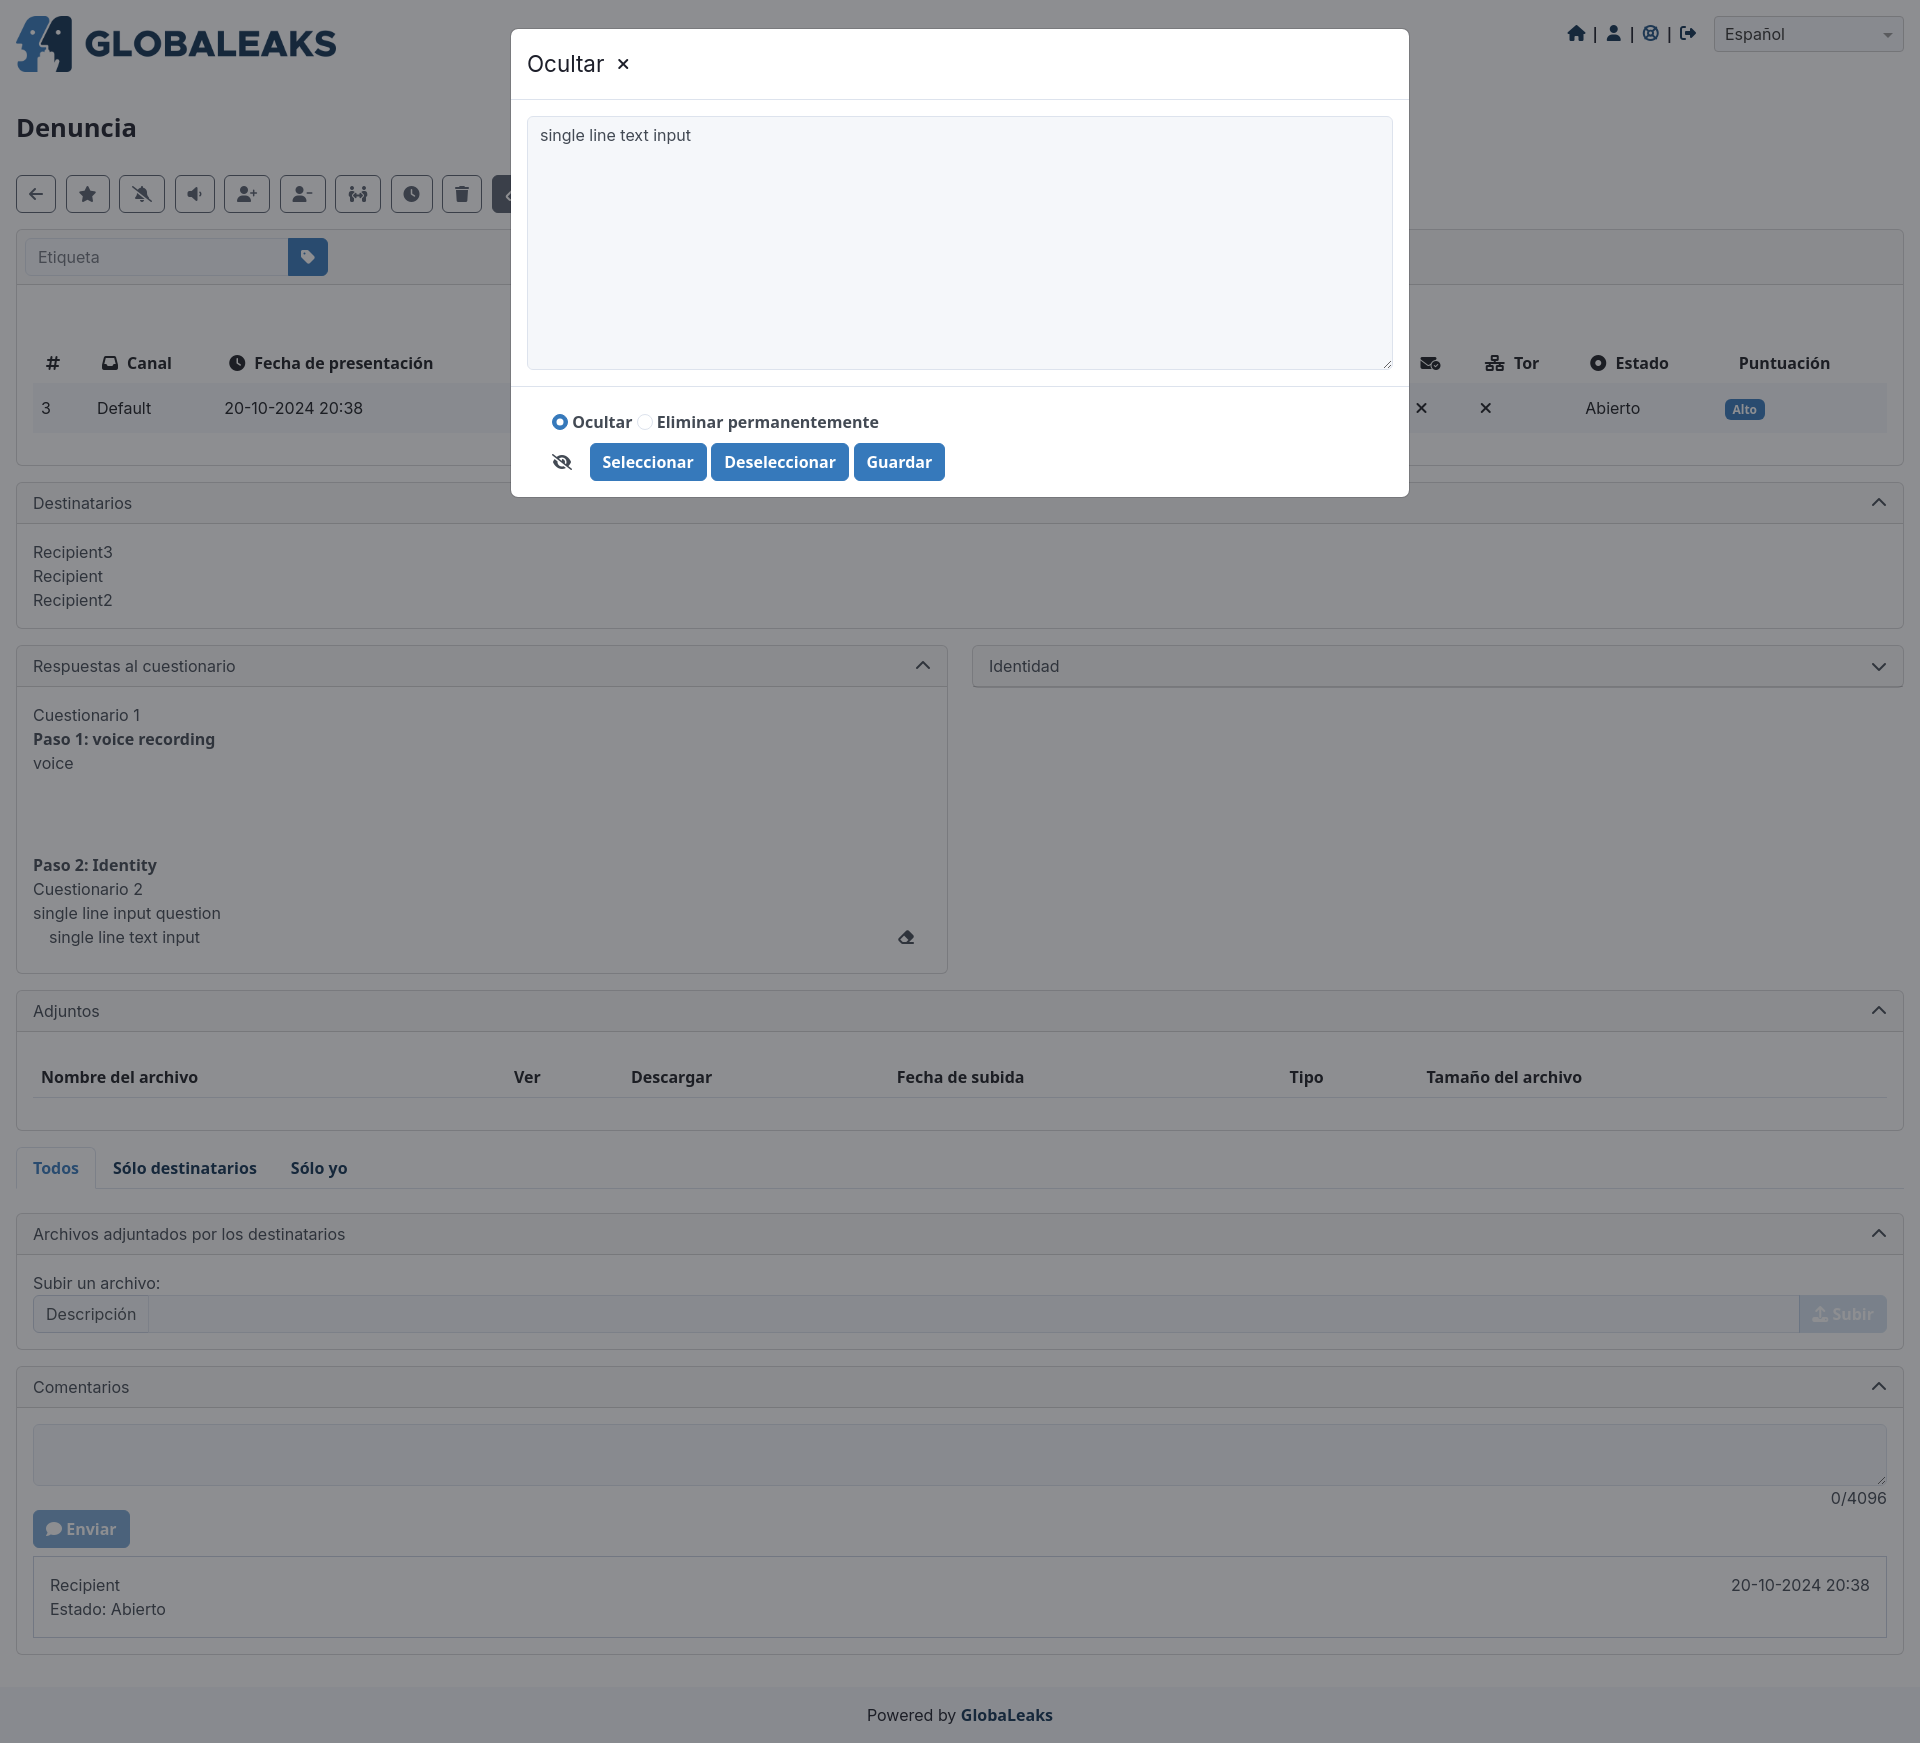 GLOBALEAKS
| | |
Español
Denuncia
Ocultar
single line text input
Ocultar Eliminar permanentemente
Seleccionar Deseleccionar Guardar
Etiqueta
# Canal Fecha de presentación Tor Estado Puntuación
3 Default 20-10-2024 20:38 Abierto Alto
Destinatarios
Recipient3
Recipient
Recipient2
Respuestas al cuestionario
Identidad
Cuestionario 1
Paso 1: voice recording
voice
Paso 2: Identity
Cuestionario 2
single line input question
single line text input
Adjuntos
Nombre del archivo Ver Descargar Fecha de subida Tipo Tamaño del archivo
Todos Sólo destinatarios Sólo yo
Archivos adjuntados por los destinatarios
Subir un archivo:
Descripción Subir
Comentarios
0/4096
Enviar
Recipient 20-10-2024 20:38
Estado: Abierto
Powered by GlobaLeaks